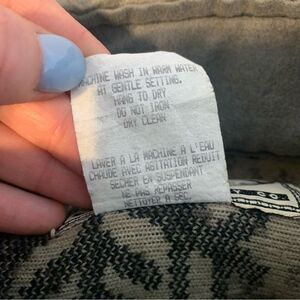 MACHINE WASH IN WARM WATER
AT GENTLE SETTING.
HANG TO DRY
DO NOT IRON
DRY CLEAN
LAVER A LA MACHINE A L'EAU
CHAUDE AVEC AGITATION REDUIT
SECHER EN SUSPENDANT
NE PAS REPASSER
NETTOYER A SEC